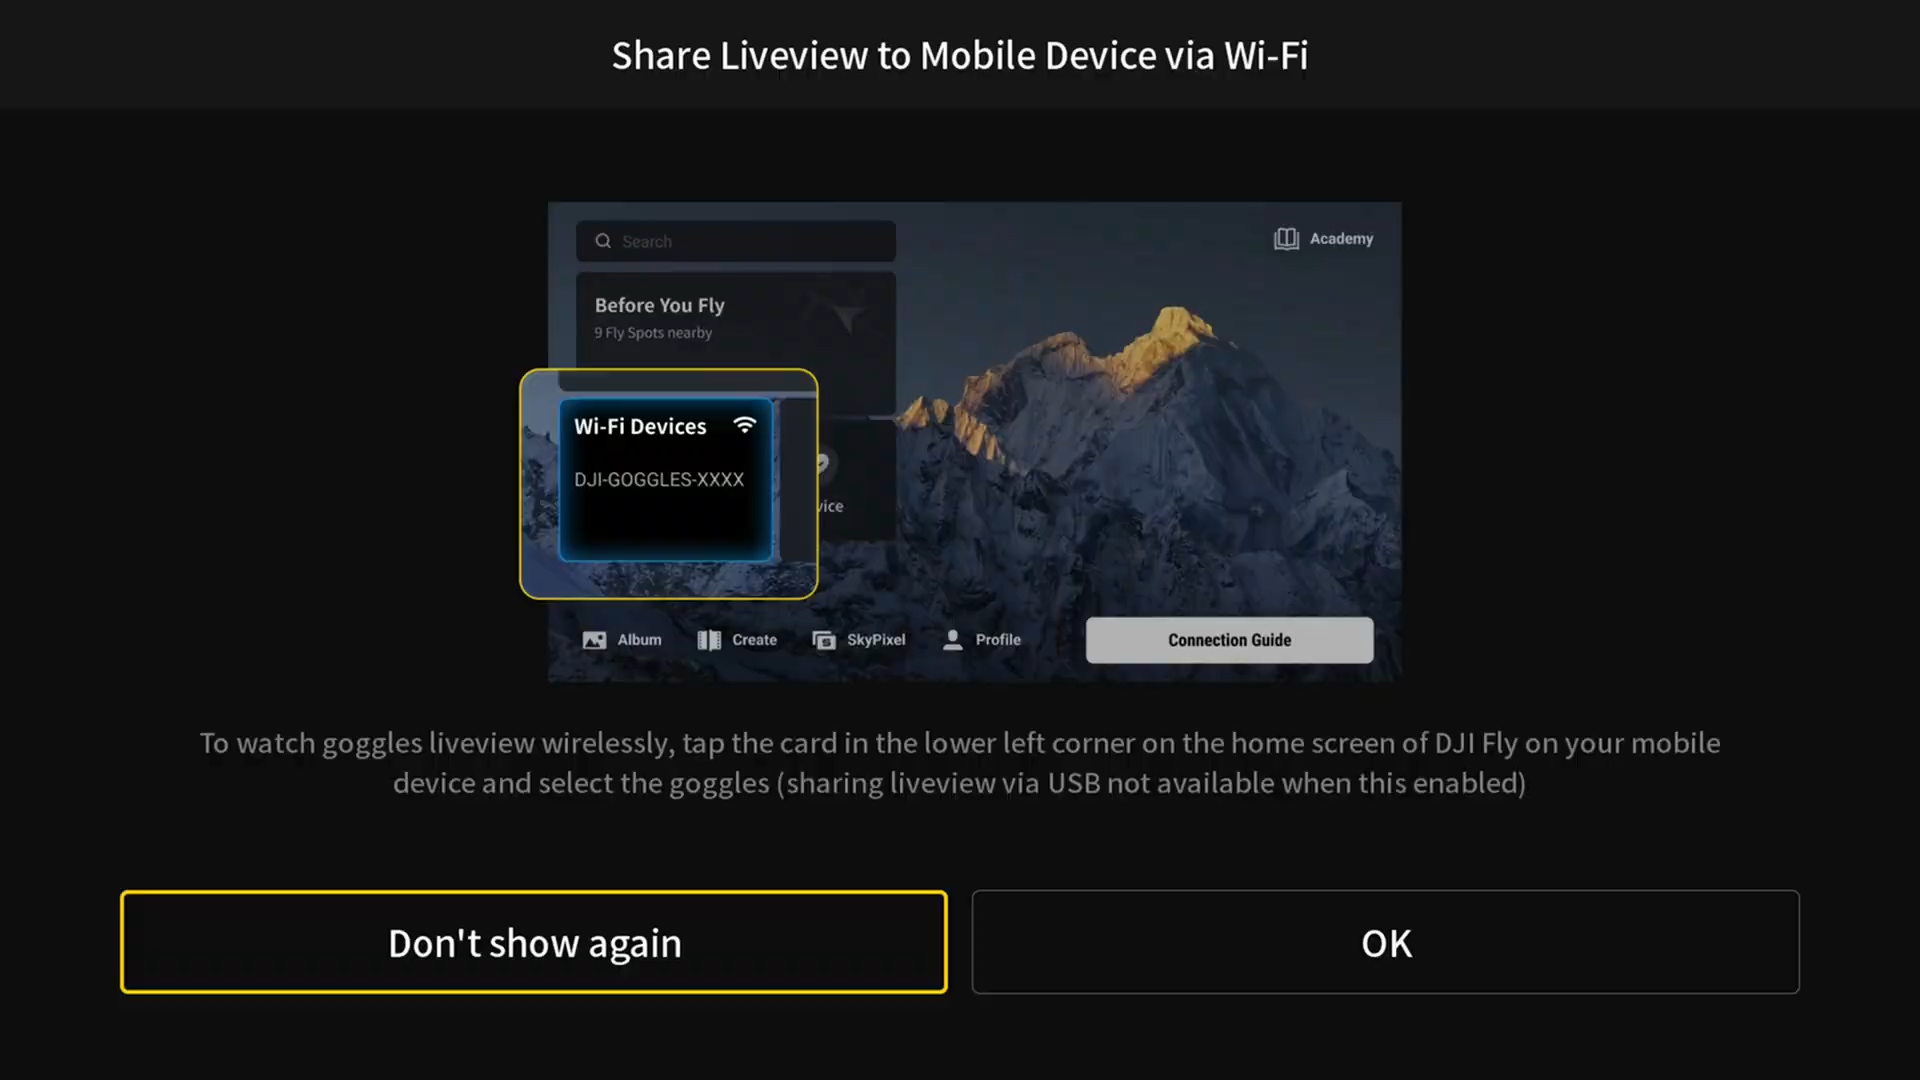 Share Liveview to Mobile Device via Wi-Fi
Search
Academy
Before You Fly
9 Fly Spots nearby
Wi-Fi Devices
DJI-GOGGLES-XXXX
vice
Album
Create
SkyPixel
Profile
Connection Guide
To watch goggles liveview wirelessly, tap the card in the lower left corner on the home screen of DJI Fly on your mobile
device and select the goggles (sharing liveview via USB not available when this enabled)
Don't show again
OK